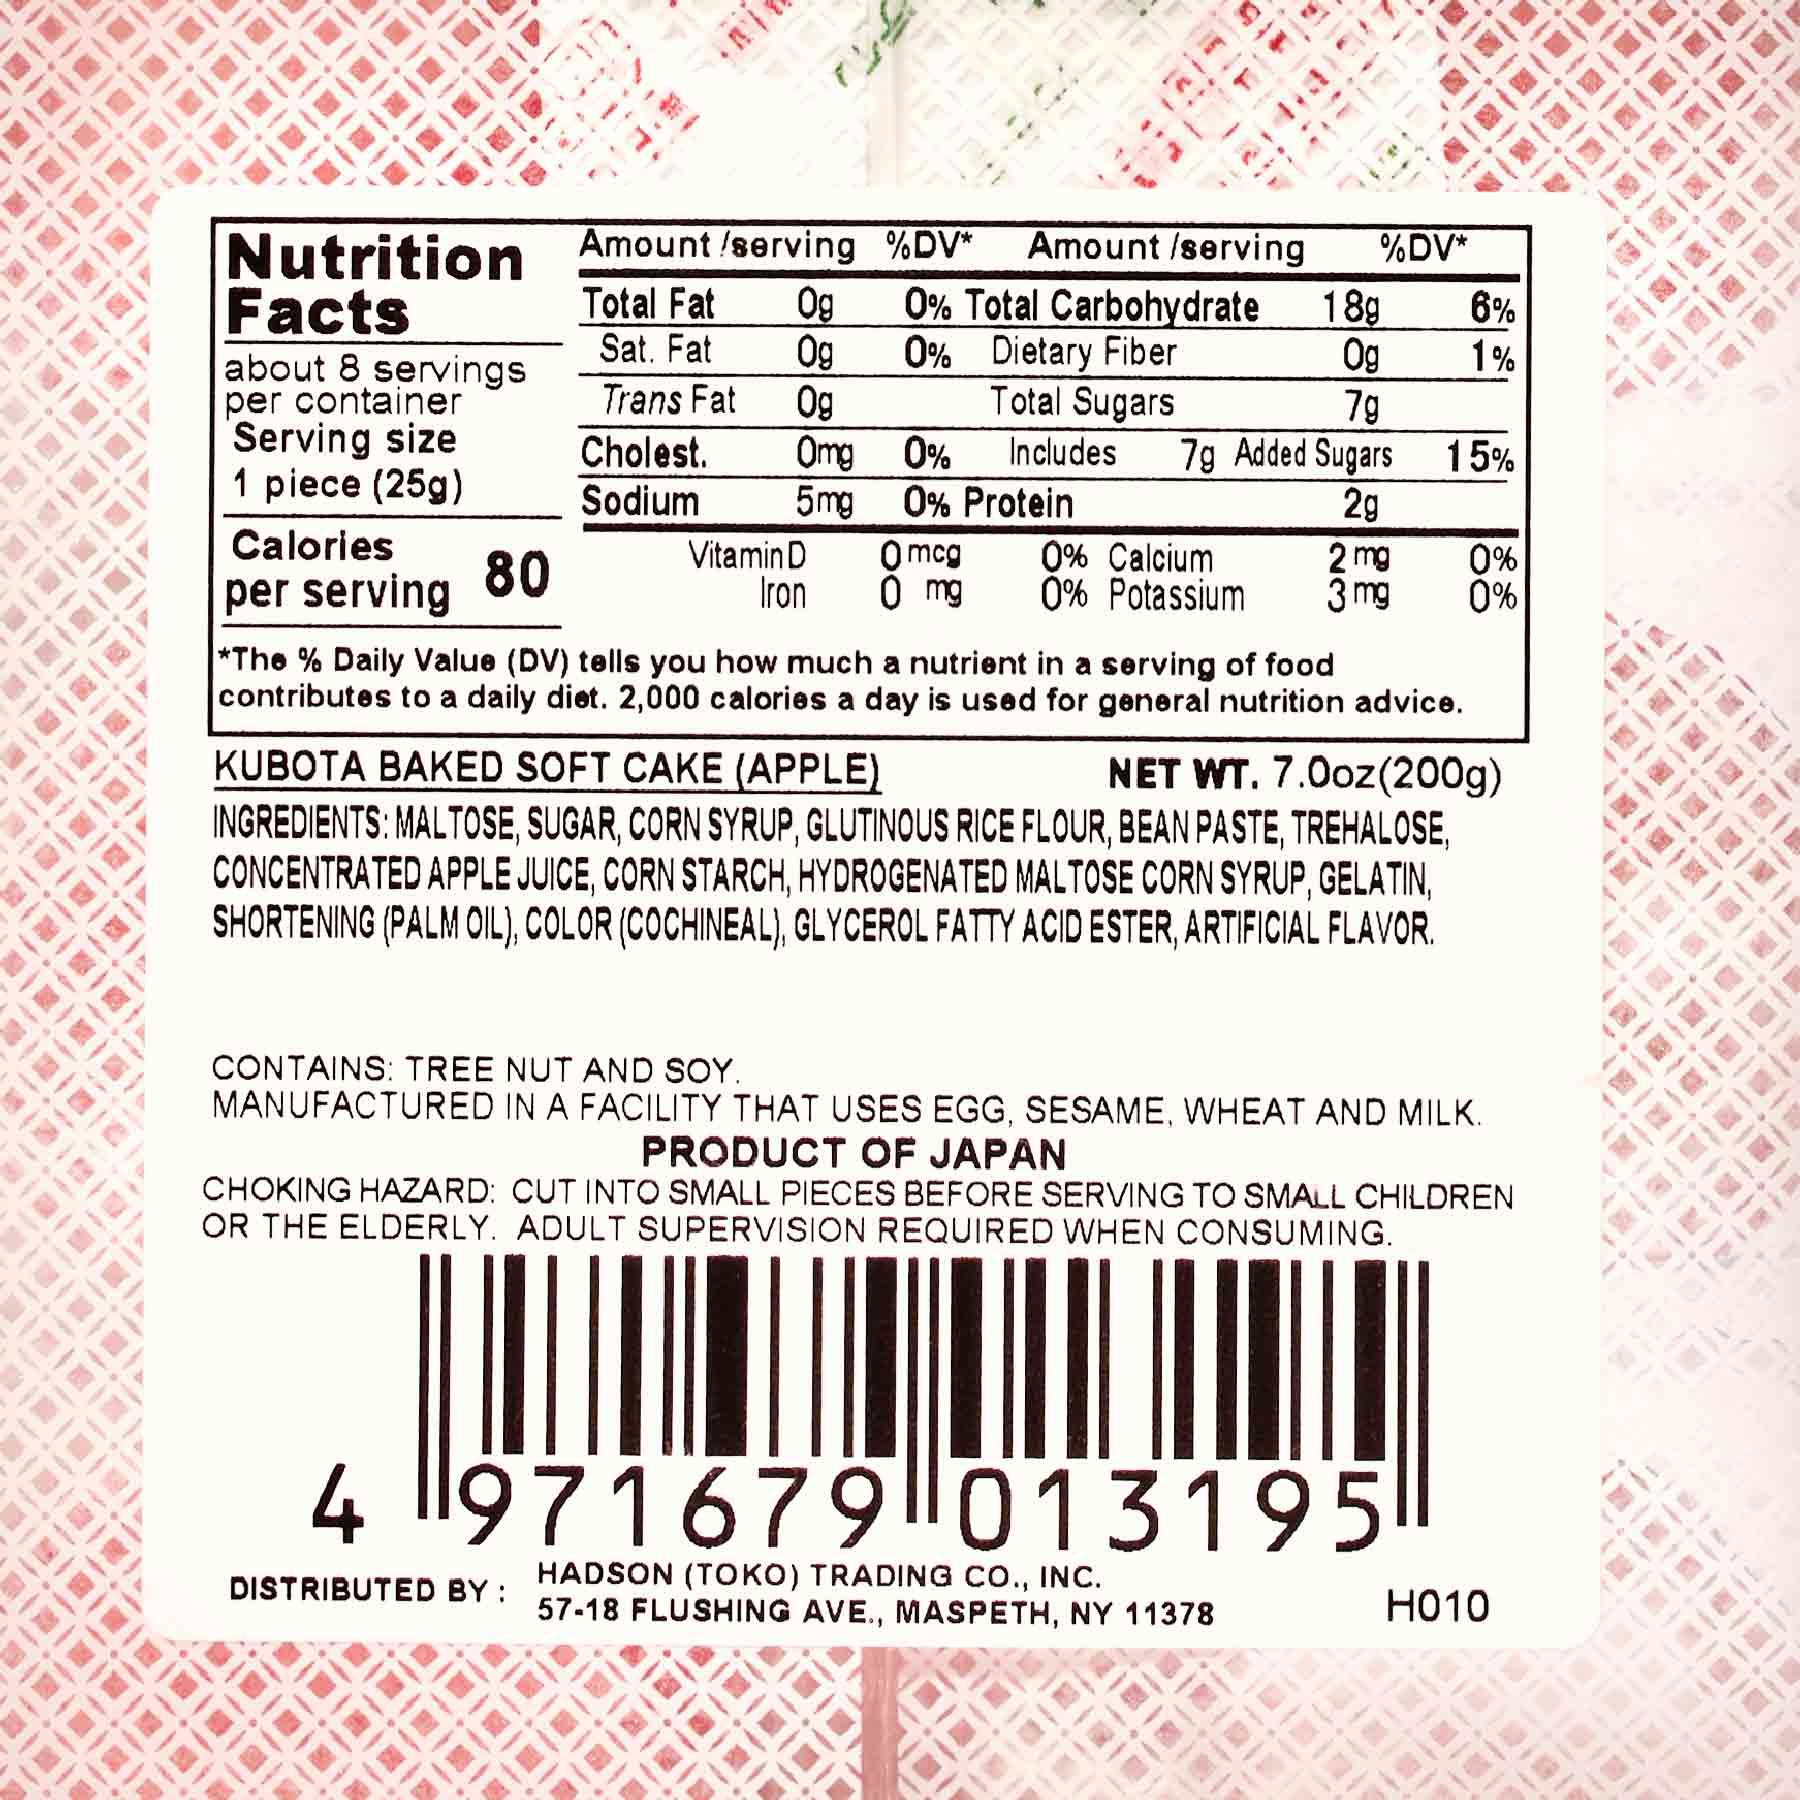 Nutrition
Facts
about 8 servings
per container
Serving size
1 piece (25g)
Calories
per serving 80
Amount /serving %DV* Amount /serving %DV*
Total Fat 0g 0% Total Carbohydrate 18g 6%
Sat. Fat 0g 0% Dietary Fiber 0g 1%
Trans Fat 0g Total Sugars 7g
Cholest. 0mg 0% Includes 7g Added Sugars 15%
Sodium 5mg 0% Protein 2g
Vitamin D 0 mcg 0% Calcium 2 mg 0%
Iron 0 mg 0% Potassium 3 mg 0%
*The % Daily Value (DV) tells you how much a nutrient in a serving of food
contributes to a daily diet. 2,000 calories a day is used for general nutrition advice.
KUBOTA BAKED SOFT CAKE (APPLE) NET WT. 7.0oz(200g)
INGREDIENTS: MALTOSE, SUGAR, CORN SYRUP, GLUTINOUS RICE FLOUR, BEAN PASTE, TREHALOSE,
CONCENTRATED APPLE JUICE, CORN STARCH, HYDROGENATED MALTOSE CORN SYRUP, GELATIN,
SHORTENING (PALM OIL), COLOR (COCHINEAL), GLYCEROL FATTY ACID ESTER, ARTIFICIAL FLAVOR.
CONTAINS: TREE NUT AND SOY.
MANUFACTURED IN A FACILITY THAT USES EGG, SESAME, WHEAT AND MILK.
PRODUCT OF JAPAN
CHOKING HAZARD: CUT INTO SMALL PIECES BEFORE SERVING TO SMALL CHILDREN
OR THE ELDERLY. ADULT SUPERVISION REQUIRED WHEN CONSUMING.
4 971679 013195
DISTRIBUTED BY : HADSON (TOKO) TRADING CO., INC.
57-18 FLUSHING AVE., MASPETH, NY 11378
H010